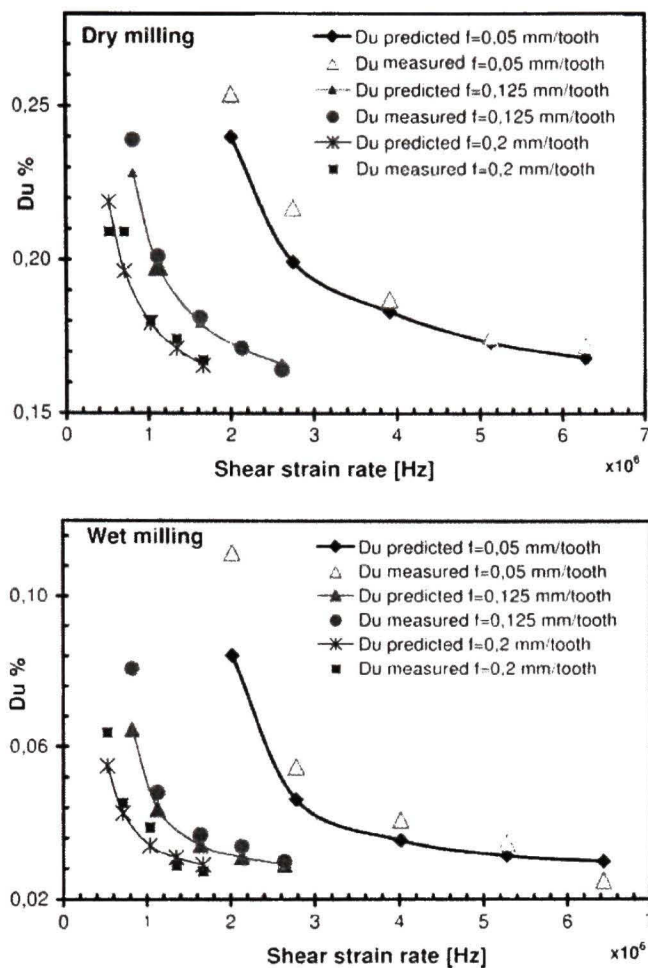 Dry milling
Du predicted f=0,05 mm/tooth
Du measured f=0,05 mm/tooth
Du predicted f=0,125 mm/tooth
Du measured f=0,125 mm/tooth
Du predicted f=0,2 mm/tooth
Du measured f=0,2 mm/tooth
Du %
0,25
0,20
0,15
0 1 2 3 4 5 6 7
Shear strain rate [Hz]
x10⁶
Wet milling
Du predicted f=0,05 mm/tooth
Du measured f=0,05 mm/tooth
Du predicted f=0,125 mm/tooth
Du measured f=0,125 mm/tooth
Du predicted f=0,2 mm/tooth
Du measured f=0,2 mm/tooth
Du %
0,10
0,06
0,02
0 1 2 3 4 5 6 7
Shear strain rate [Hz]
x10⁶